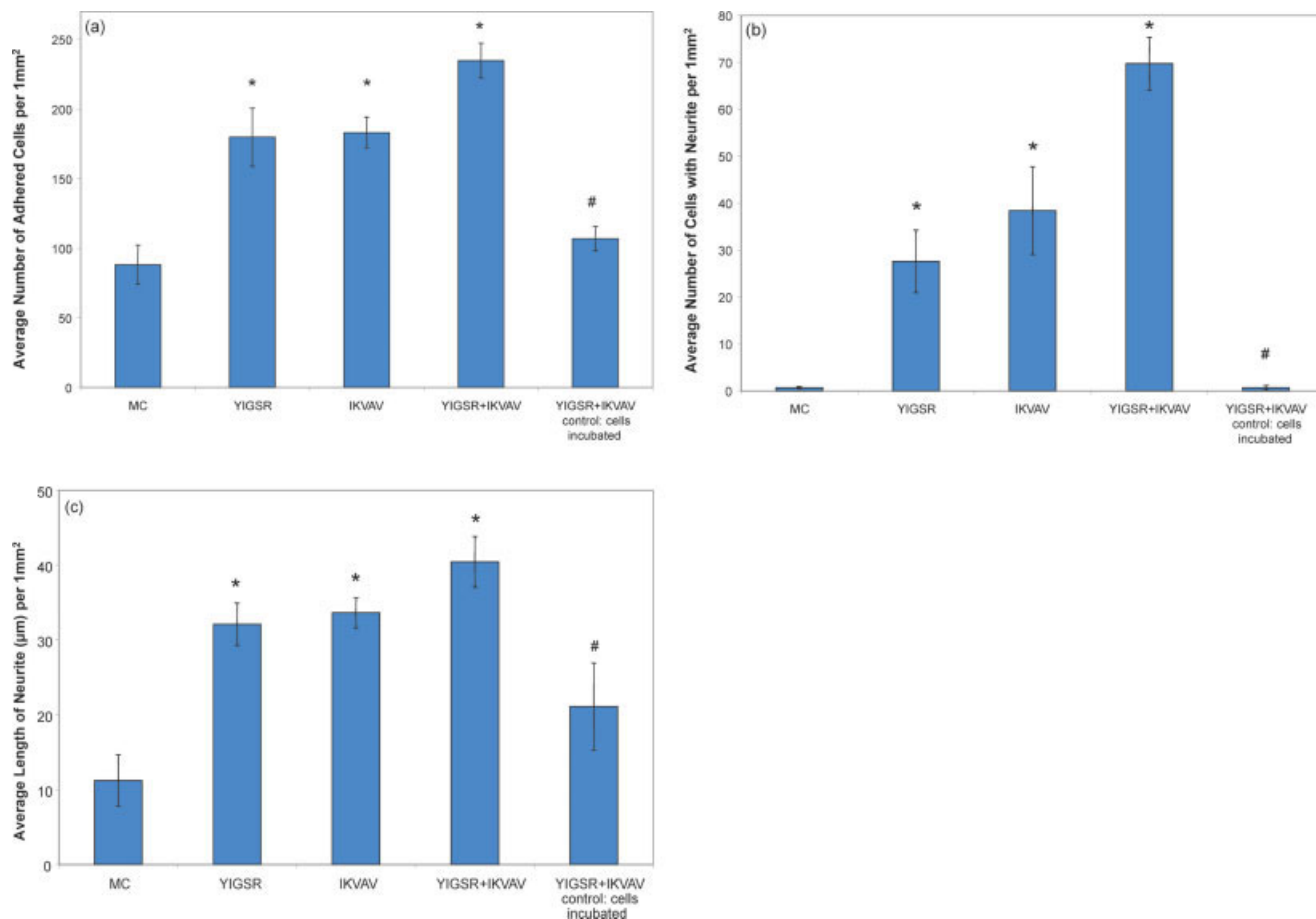 (a)
Average Number of Adhered Cells per 1mm²
250
200
150
100
50
0
*
*
*
#
MC
YIGSR
IKVAV
YIGSR+IKVAV
YIGSR+IKVAV
control: cells
incubated
(b)
Average Number of Cells with Neurite per 1mm²
80
70
60
50
40
30
20
10
0
*
*
*
#
MC
YIGSR
IKVAV
YIGSR+IKVAV
YIGSR+IKVAV
control: cells
incubated
(c)
Average Length of Neurite (µm) per 1mm²
50
40
30
20
10
0
*
*
*
#
MC
YIGSR
IKVAV
YIGSR+IKVAV
YIGSR+IKVAV
control: cells
incubated